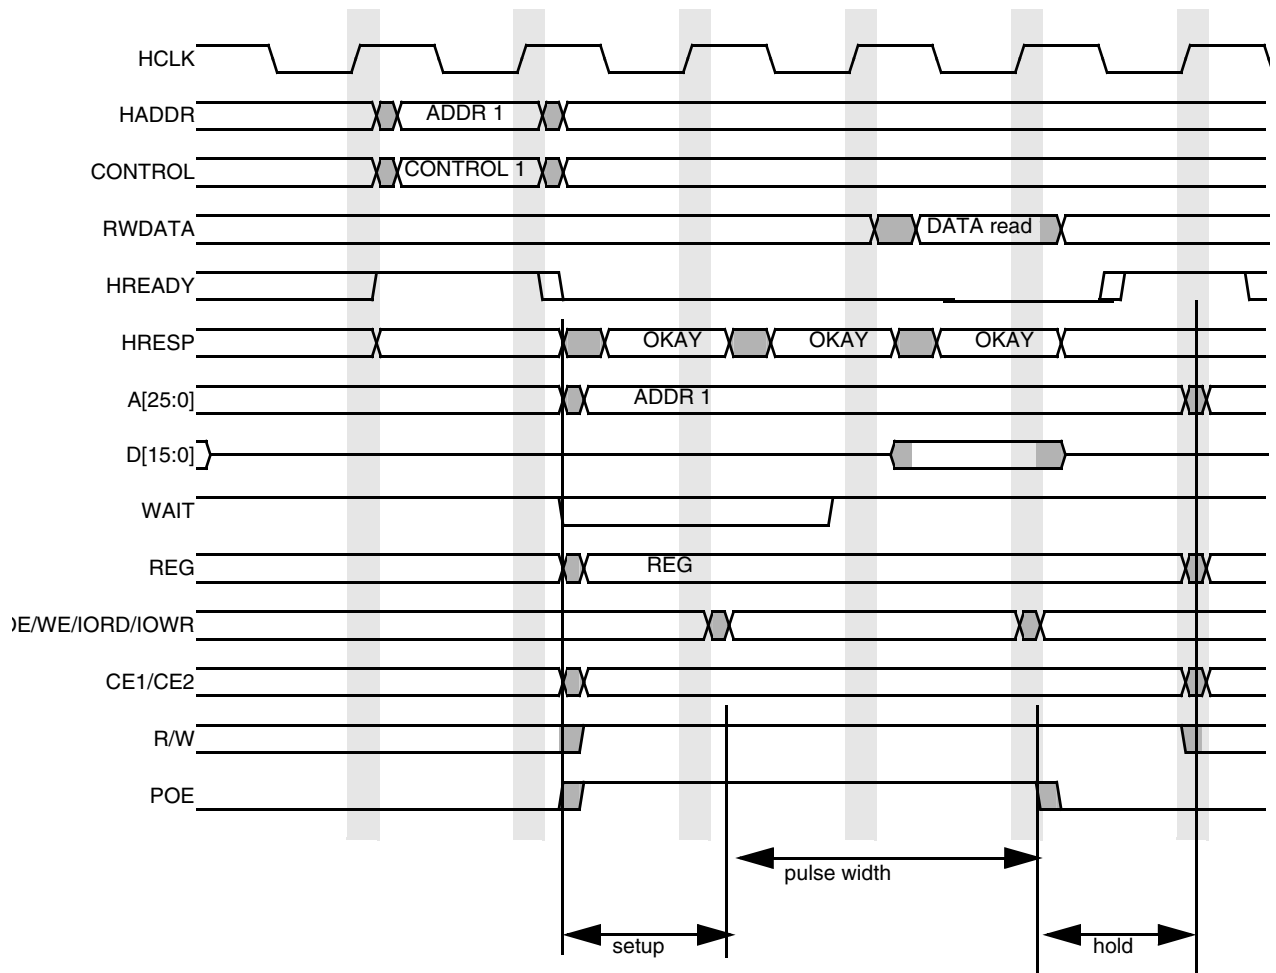 HCLK
HADDR ADDR 1
CONTROL CONTROL 1
RWDATA DATA read
HREADY
HRESP OKAY OKAY OKAY
A[25:0] ADDR 1
D[15:0]
WAIT
REG REG
OE/WE/IORD/IOWR
CE1/CE2
R/W
POE
pulse width
setup hold